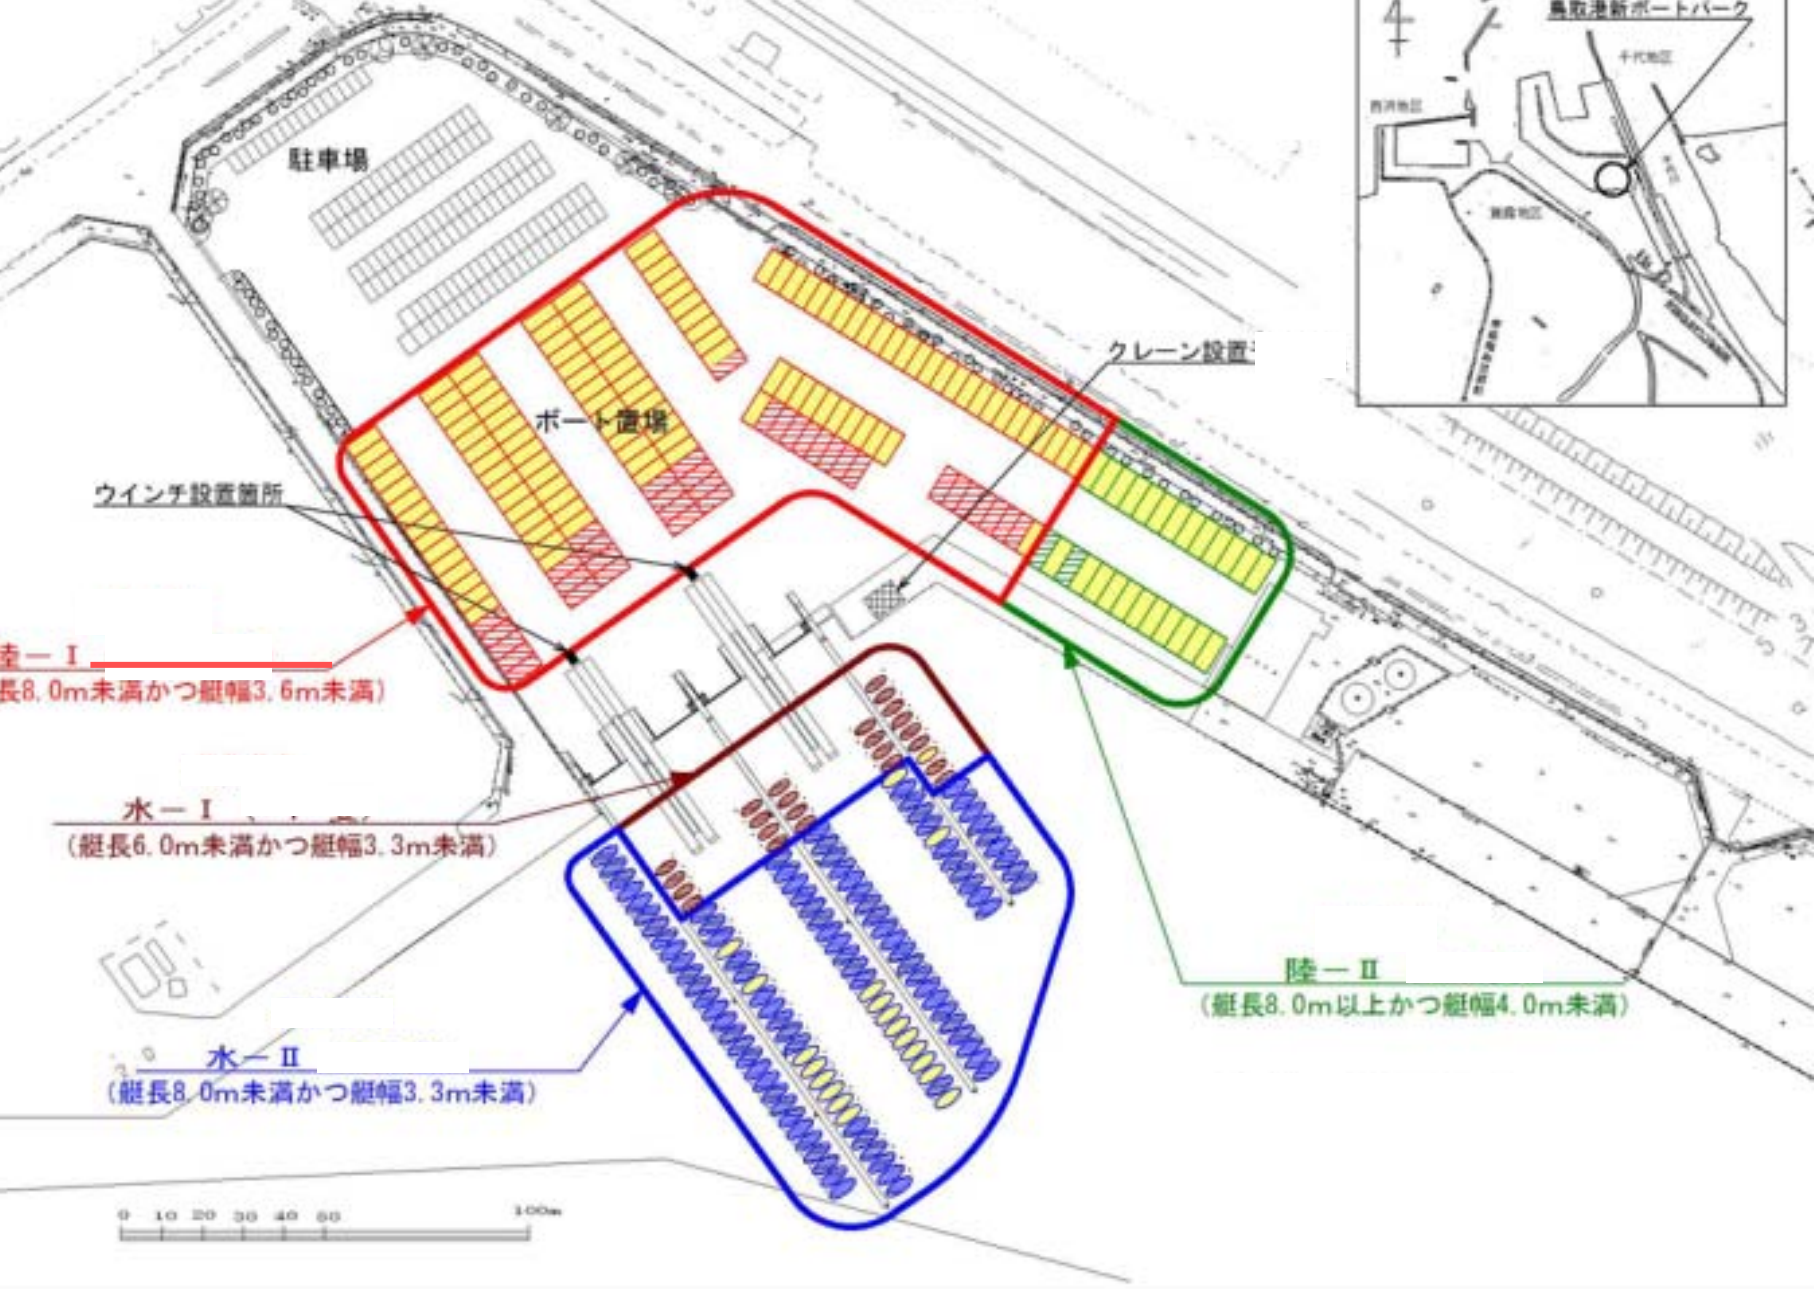 鳥取港新ボートパーク
千代地区
西浜地区
賀露地区
駐車場
クレーン設置
ボート置場
ウインチ設置箇所
陸－Ⅰ
長8.0m未満かつ艇幅3.6m未満)
水－Ⅰ
(艇長6.0m未満かつ艇幅3.3m未満)
陸－Ⅱ
(艇長8.0m以上かつ艇幅4.0m未満)
水－Ⅱ
(艇長8.0m未満かつ艇幅3.3m未満)
0 10 20 30 40 50 100m